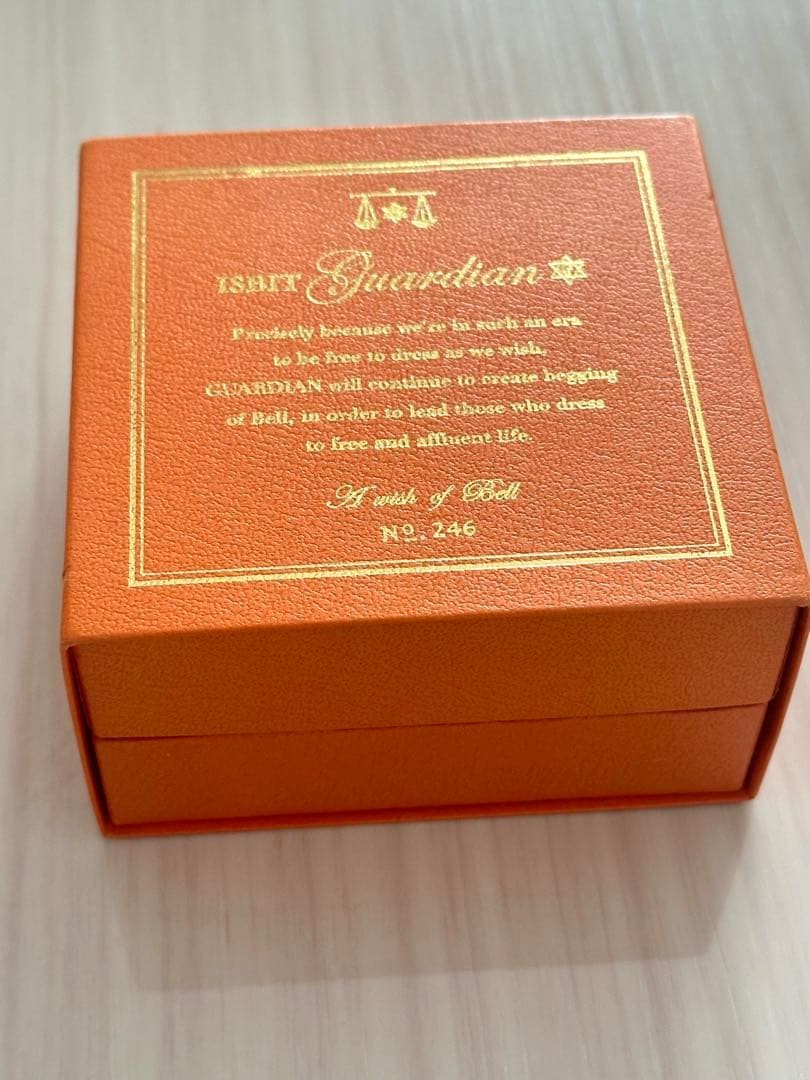 ISBIT Guardian
Precisely because we're in such an era
to be free to dress as we wish,
GUARDIAN will continue to create begging
of Bell, in order to lead those who dress
to free and affluent life.
A wish of Bell
No. 246